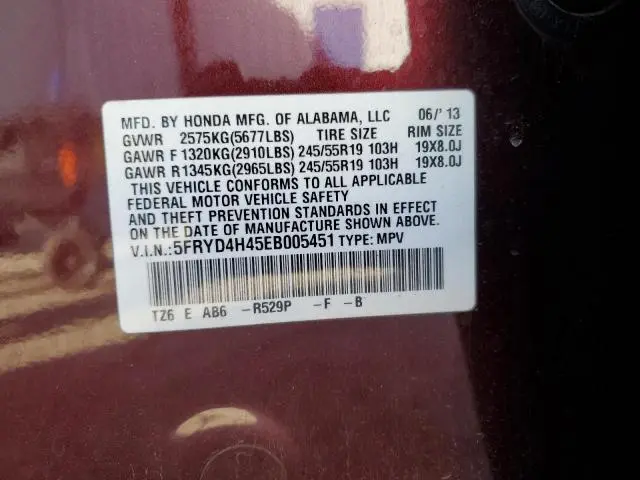 MFD. BY HONDA MFG. OF ALABAMA, LLC 06/'13
GVWR 2575KG(5677LBS) TIRE SIZE RIM SIZE
GAWR F 1320KG(2910LBS) 245/55R19 103H 19X8.0J
GAWR R 1345KG(2965LBS) 245/55R19 103H 19X8.0J
THIS VEHICLE CONFORMS TO ALL APPLICABLE
FEDERAL MOTOR VEHICLE SAFETY
AND THEFT PREVENTION STANDARDS IN EFFECT
ON THE DATE OF MANUFACTURE SHOWN ABOVE.
V.I.N.:5FRYD4H45EB005451 TYPE: MPV
TZ6 E AB6 -R529P -F -B